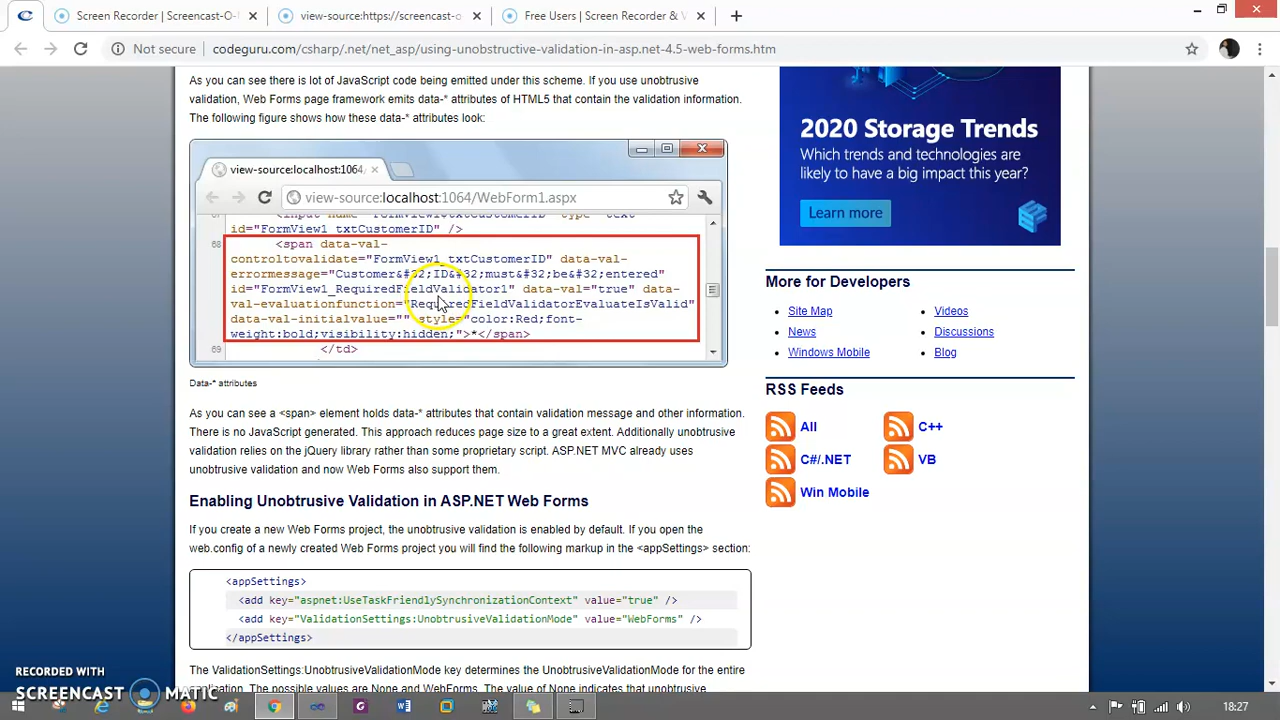 Screen Recorder | Screencast-O-
view-source:https://screencast-o
Free Users | Screen Recorder & V
Not secure
codeguru.com/csharp/.net/net_asp/using-unobstructive-validation-in-asp.net-4.5-web-forms.htm
As you can see there is lot of JavaScript code being emitted under this scheme. If you use unobtrusive
validation, Web Forms page framework emits data-* attributes of HTML5 that contain the validation information.
The following figure shows how these data-* attributes look:
view-source:localhost:1064/
view-source:localhost:1064/WebForm1.aspx
id="FormView1_txtCustomerID" />
68 <span data-val-
controltovalidate="FormView1_txtCustomerID" data-val-
errormessage="Customer&#32;ID&#32;must&#32;be&#32;entered"
id="FormView1_RequiredFieldValidator1" data-val="true" data-
val-evaluationfunction="RequiredFieldValidatorEvaluateIsValid"
data-val-initialvalue="" style="color:Red;font-
weight:bold;visibility:hidden;">*</span>
69 </td>
Data-* attributes
As you can see a <span> element holds data-* attributes that contain validation message and other information.
There is no JavaScript generated. This approach reduces page size to a great extent. Additionally unobtrusive
validation relies on the jQuery library rather than some proprietary script. ASP.NET MVC already uses
unobtrusive validation and now Web Forms also support them.
Enabling Unobtrusive Validation in ASP.NET Web Forms
If you create a new Web Forms project, the unobtrusive validation is enabled by default. If you open the
web.config of a newly created Web Forms project you will find the following markup in the <appSettings> section:
<appSettings>
<add key="aspnet:UseTaskFriendlySynchronizationContext" value="true" />
<add key="ValidationSettings:UnobtrusiveValidationMode" value="WebForms" />
</appSettings>
The ValidationSettings:UnobtrusiveValidationMode key determines the UnobtrusiveValidationMode for the entire
application. The possible values are None and WebForms. The value of None indicates that unobtrusive
2020 Storage Trends
Which trends and technologies are
likely to have a big impact this year?
Learn more
More for Developers
Site Map
Videos
News
Discussions
Windows Mobile
Blog
RSS Feeds
All
C++
C#/.NET
VB
Win Mobile
RECORDED WITH
SCREENCAST MATIC
18:27